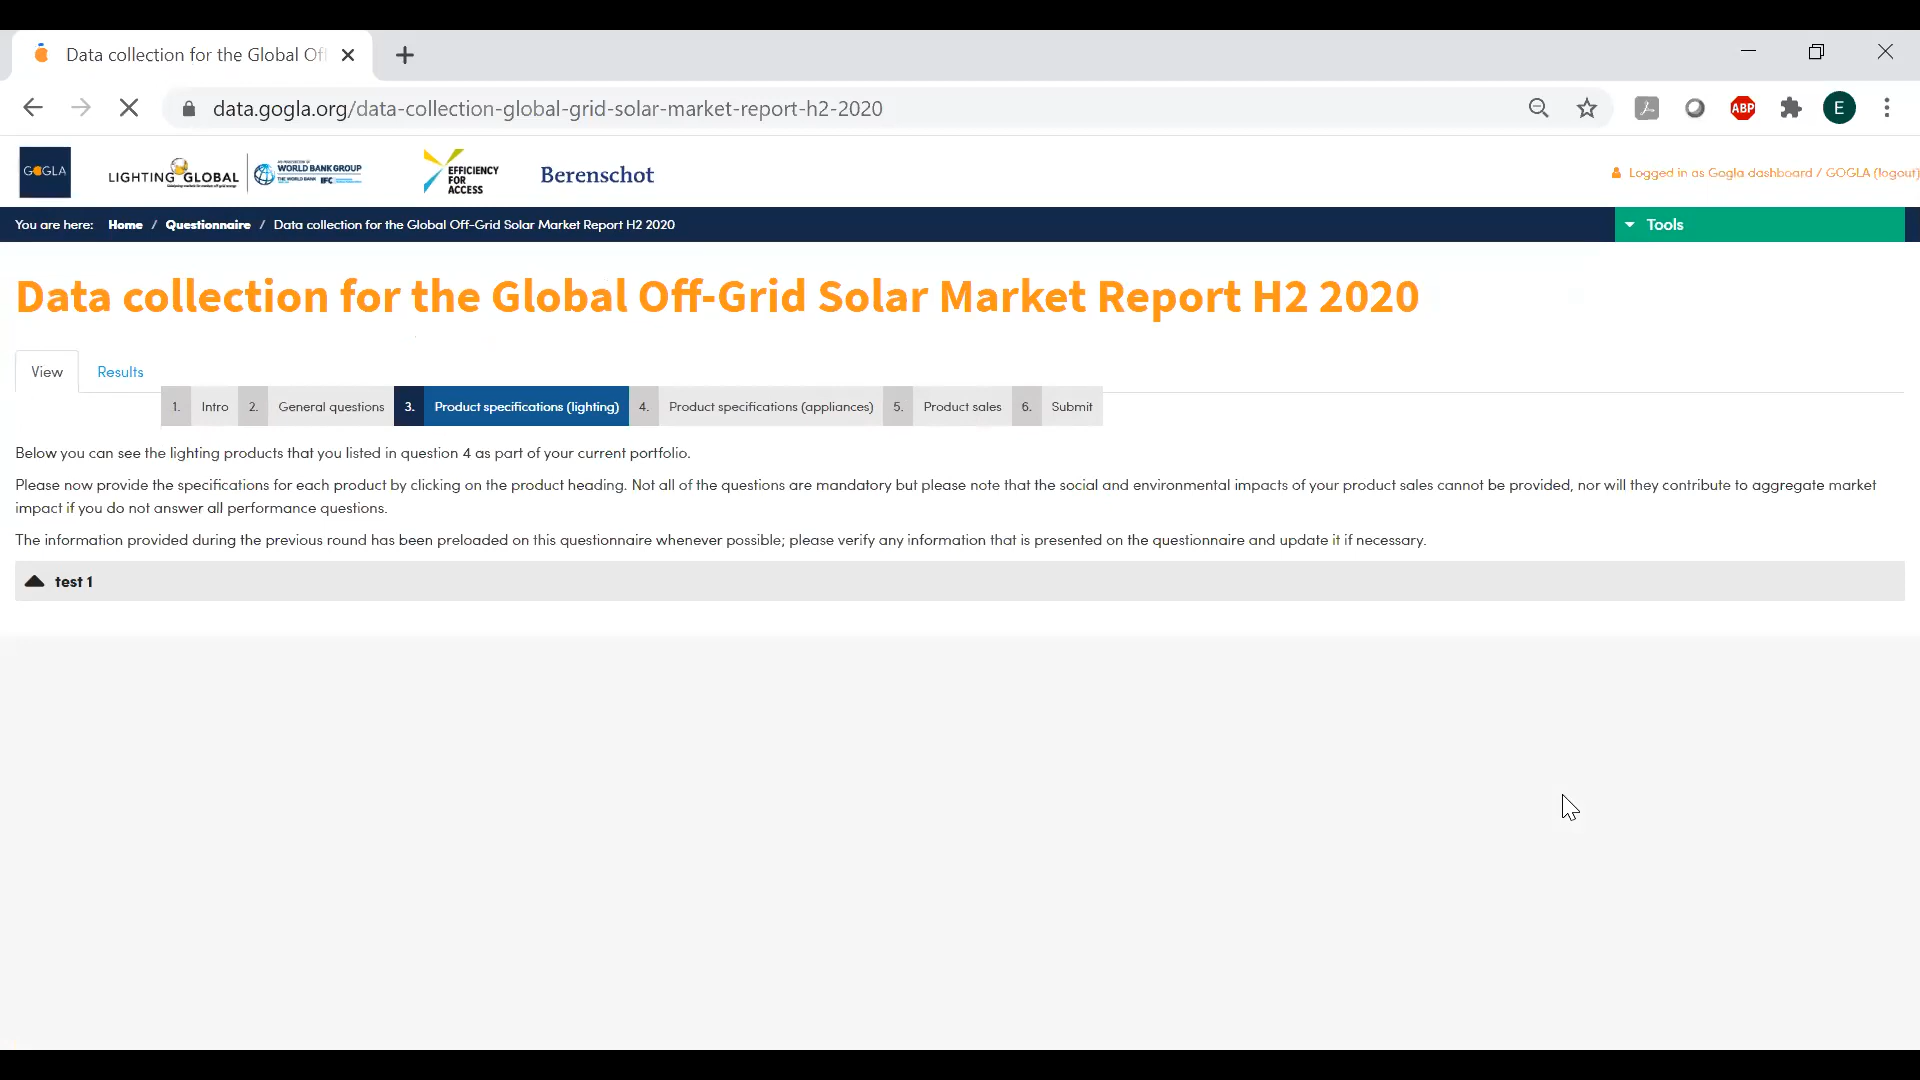 Data collection for the Global Off
data.gogla.org/data-collection-global-grid-solar-market-report-h2-2020
ABP
E
GOGLA
LIGHTING GLOBAL
WORLD BANK GROUP
THE WORLD BANK IFC
EFFICIENCY
FOR
ACCESS
Berenschot
Logged in as Gogla dashboard / GOGLA (logout)
You are here: Home / Questionnaire / Data collection for the Global Off-Grid Solar Market Report H2 2020
Tools
Data collection for the Global Off-Grid Solar Market Report H2 2020
View Results
1. Intro 2. General questions 3. Product specifications (lighting) 4. Product specifications (appliances) 5. Product sales 6. Submit
Below you can see the lighting products that you listed in question 4 as part of your current portfolio.
Please now provide the specifications for each product by clicking on the product heading. Not all of the questions are mandatory but please note that the social and environmental impacts of your product sales cannot be provided, nor will they contribute to aggregate market
impact if you do not answer all performance questions.
The information provided during the previous round has been preloaded on this questionnaire whenever possible; please verify any information that is presented on the questionnaire and update it if necessary.
test 1